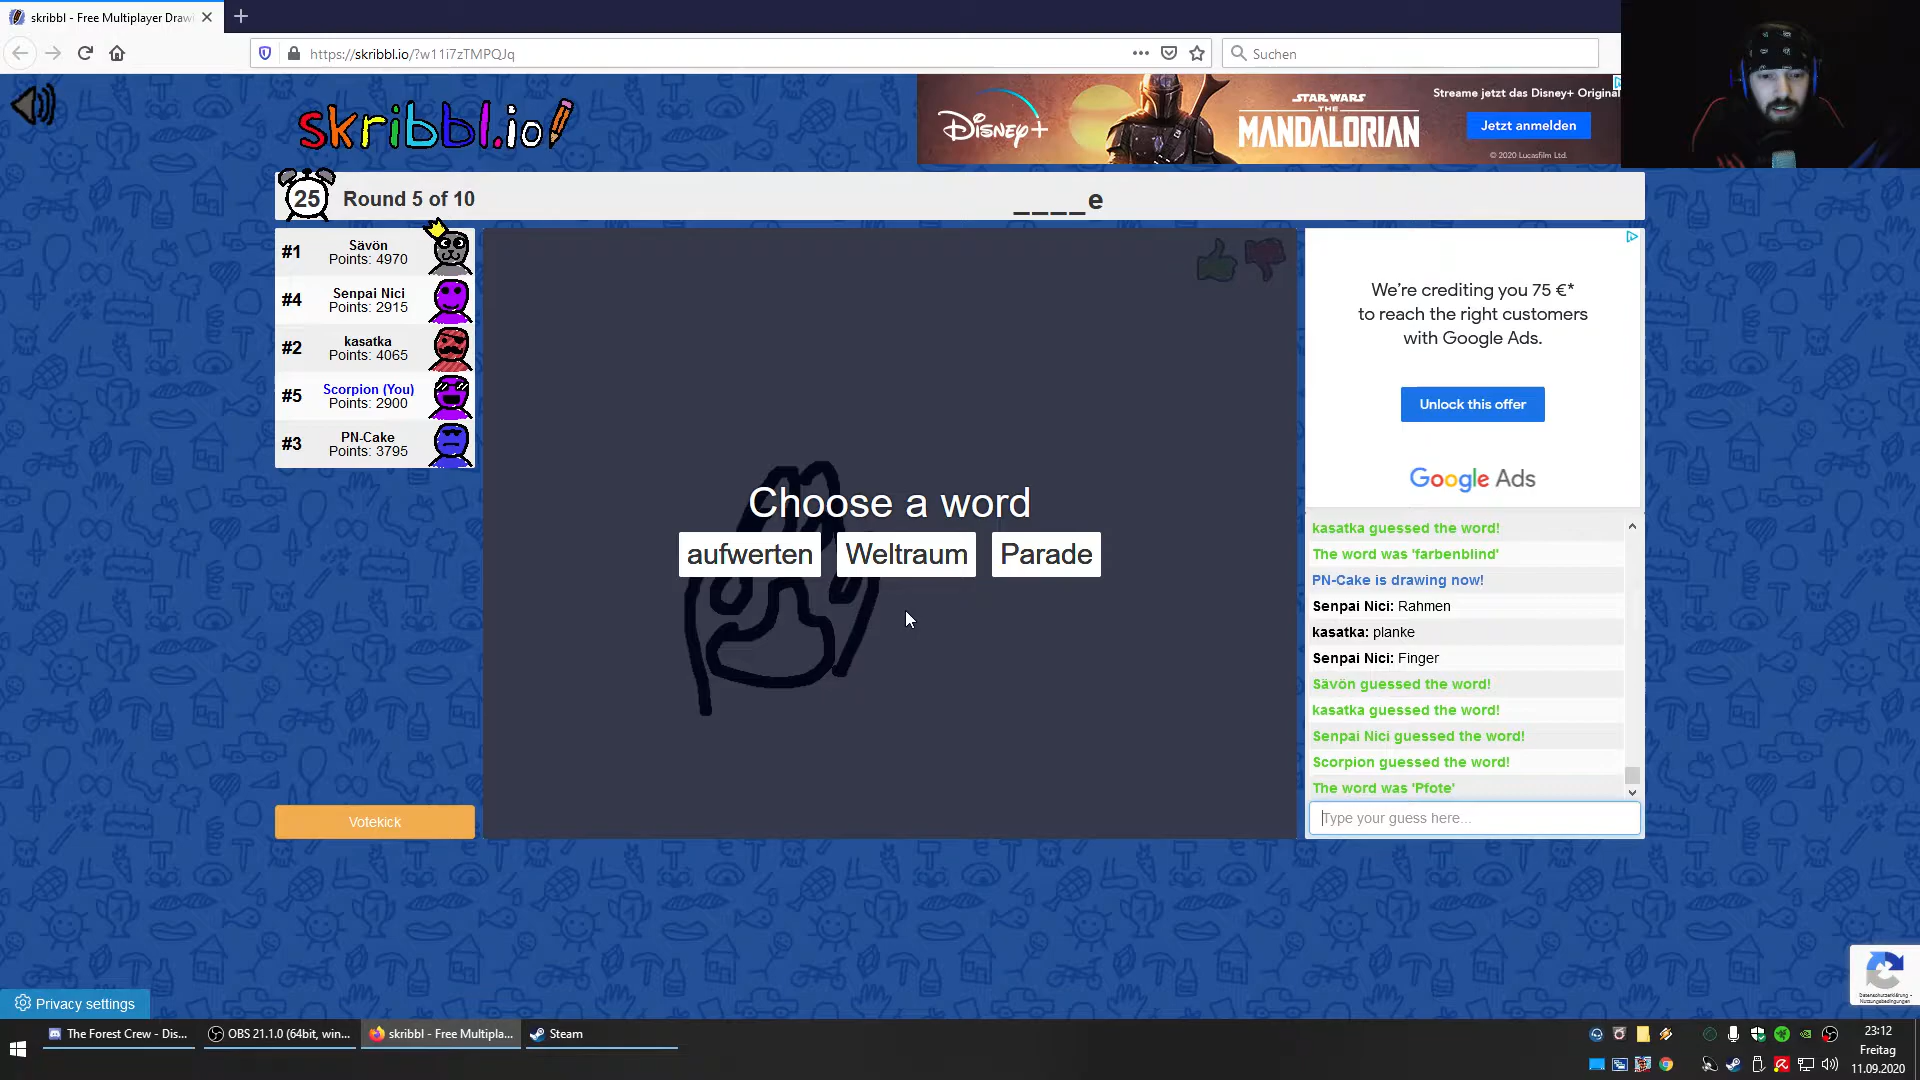 skribbl - Free Multiplayer Drawi
https://skribbl.io/?w11i7zTMPQJq
Suchen
skribbl.io
Disney+
STAR WARS
THE
MANDALORIAN
Streame jetzt das Disney+ Original
Jetzt anmelden
© 2020 Lucasfilm Ltd.
25
Round 5 of 10
____e
#1
Sävön
Points: 4970
#4
Senpai Nici
Points: 2915
#2
kasatka
Points: 4065
#5
Scorpion (You)
Points: 2900
#3
PN-Cake
Points: 3795
Votekick
Choose a word
aufwerten
Weltraum
Parade
We're crediting you 75 €*
to reach the right customers
with Google Ads.
Unlock this offer
Google Ads
kasatka guessed the word!
The word was 'farbenblind'
PN-Cake is drawing now!
Senpai Nici: Rahmen
kasatka: planke
Senpai Nici: Finger
Sävön guessed the word!
kasatka guessed the word!
Senpai Nici guessed the word!
Scorpion guessed the word!
The word was 'Pfote'
Type your guess here...
Datenschutzerklärung -
Nutzungsbedingungen
Privacy settings
The Forest Crew - Dis...
OBS 21.1.0 (64bit, win...
skribbl - Free Multipla...
Steam
23:12
Freitag
11.09.2020